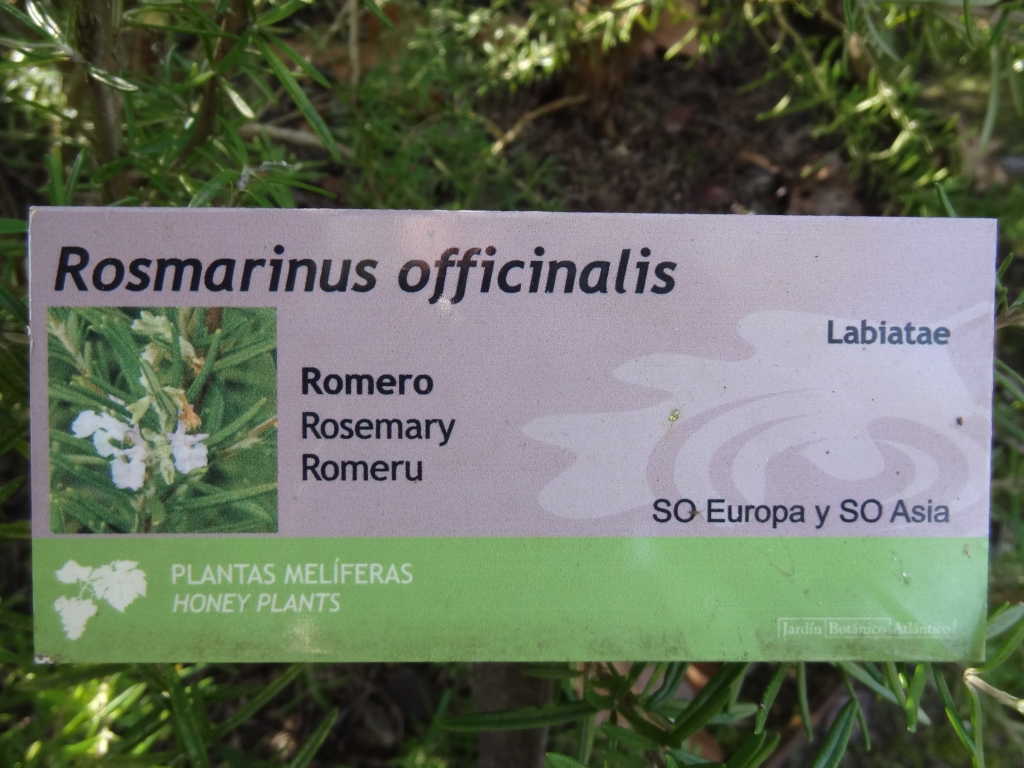 Rosmarinus officinalis
Labiatae
Romero
Rosemary
Romeru
SO Europa y SO Asia
PLANTAS MELÍFERAS
HONEY PLANTS
Jardín Botánico Atlántico